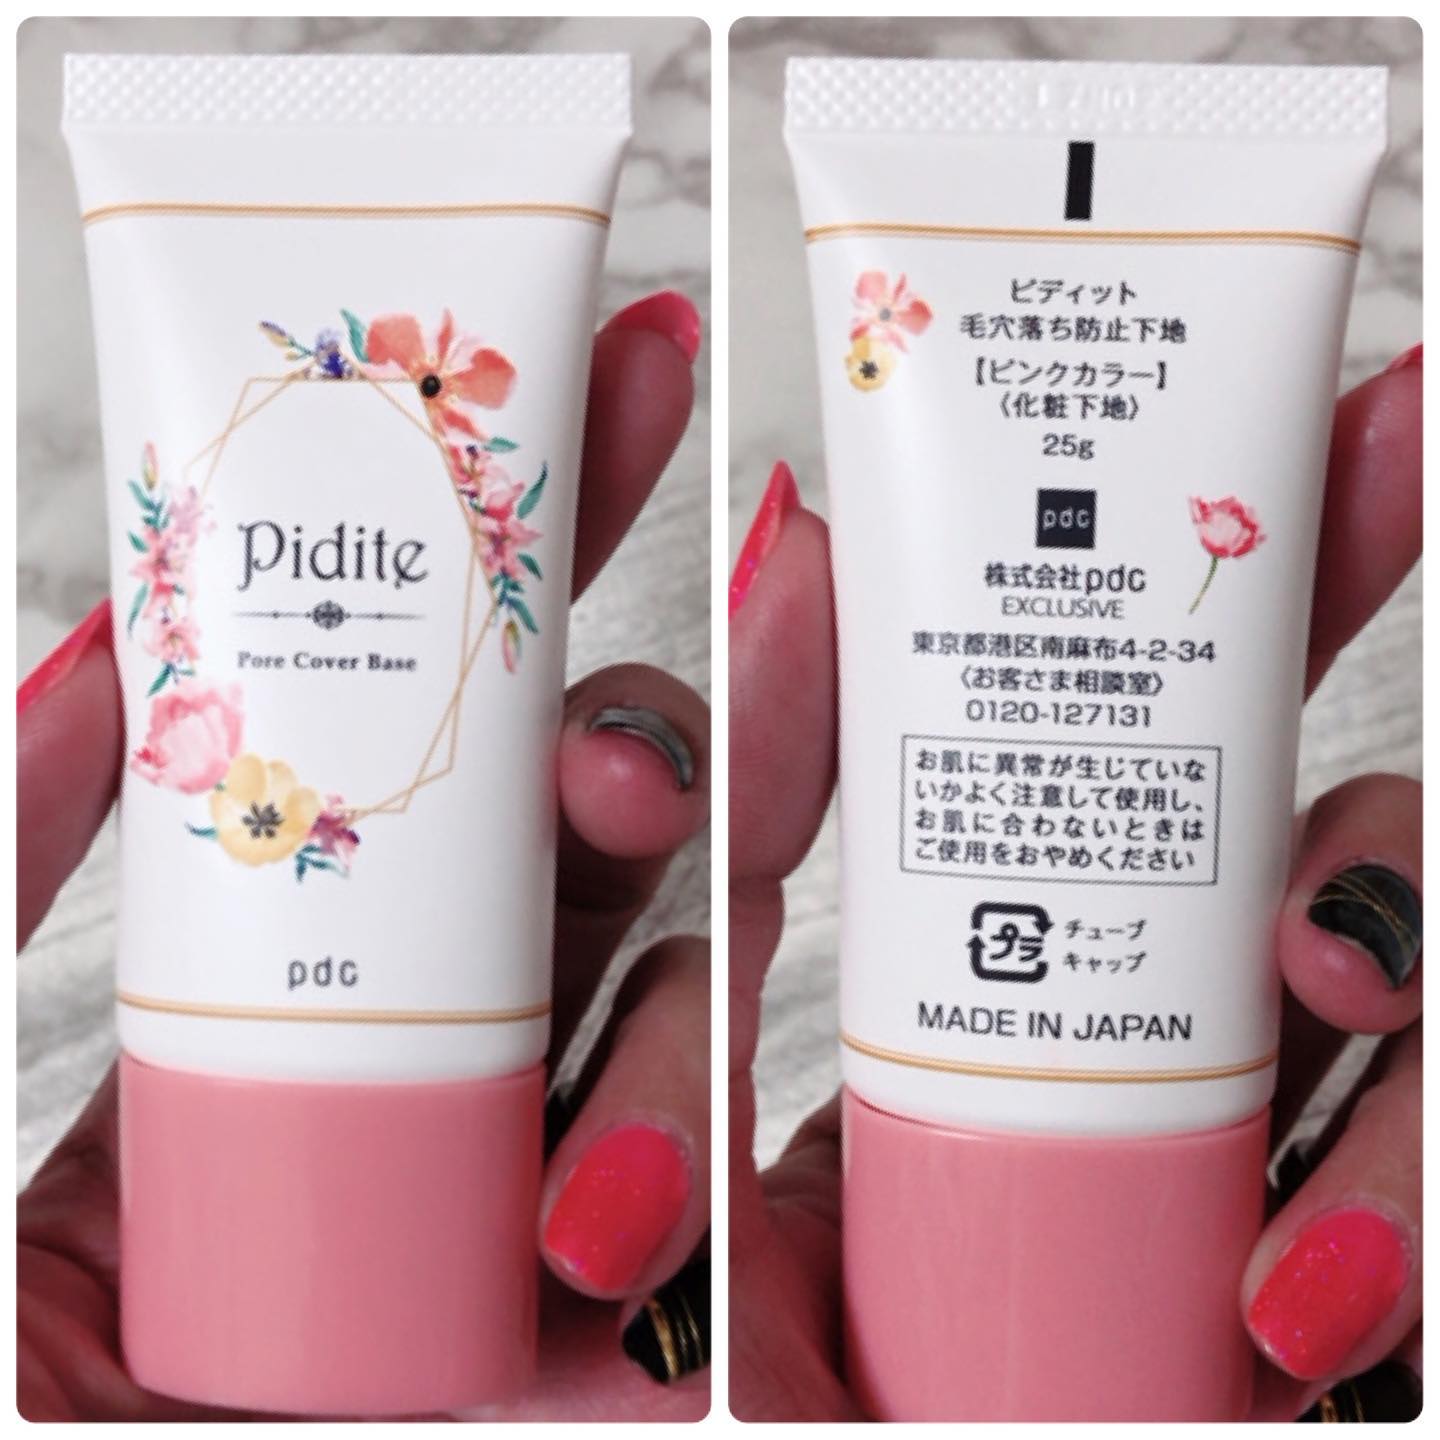 Pidite
Pore Cover Base
pdc
ピディット
毛穴落ち防止下地
【ピンクカラー】
〈化粧下地〉
25g
pdc
株式会社pdc
EXCLUSIVE
東京都港区南麻布4-2-34
〈お客さま相談室〉
0120-127131
お肌に異常が生じていな
いかよく注意して使用し、
お肌に合わないときは
ご使用をおやめください
プラ
チューブ
キャップ
MADE IN JAPAN